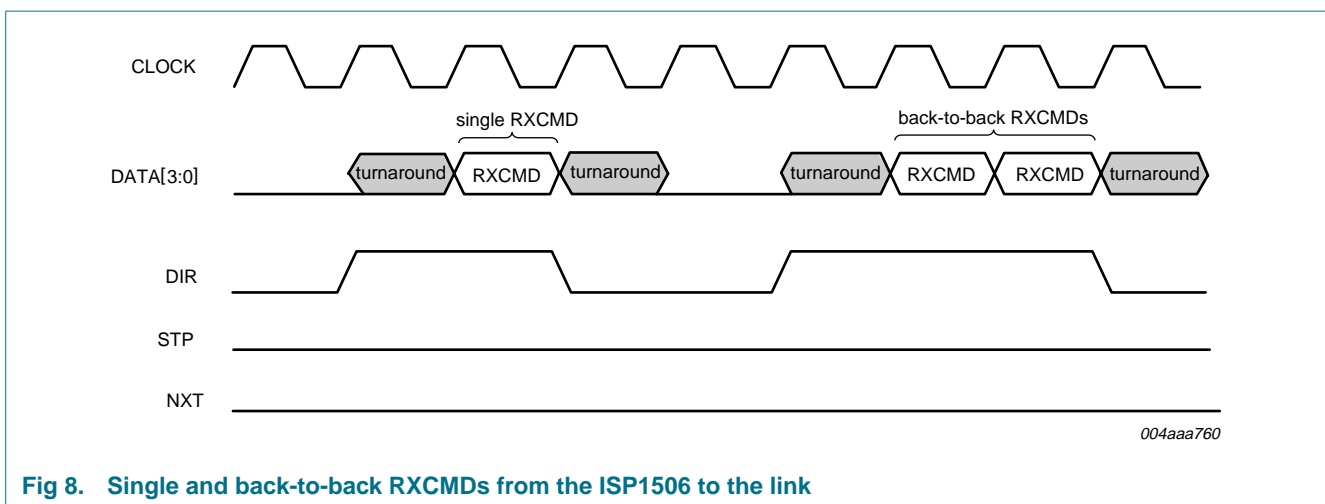 CLOCK
single RXCMD
back-to-back RXCMDs
DATA[3:0]
turnaround RXCMD turnaround turnaround RXCMD RXCMD turnaround
DIR
STP
NXT
004aaa760
Fig 8. Single and back-to-back RXCMDs from the ISP1506 to the link